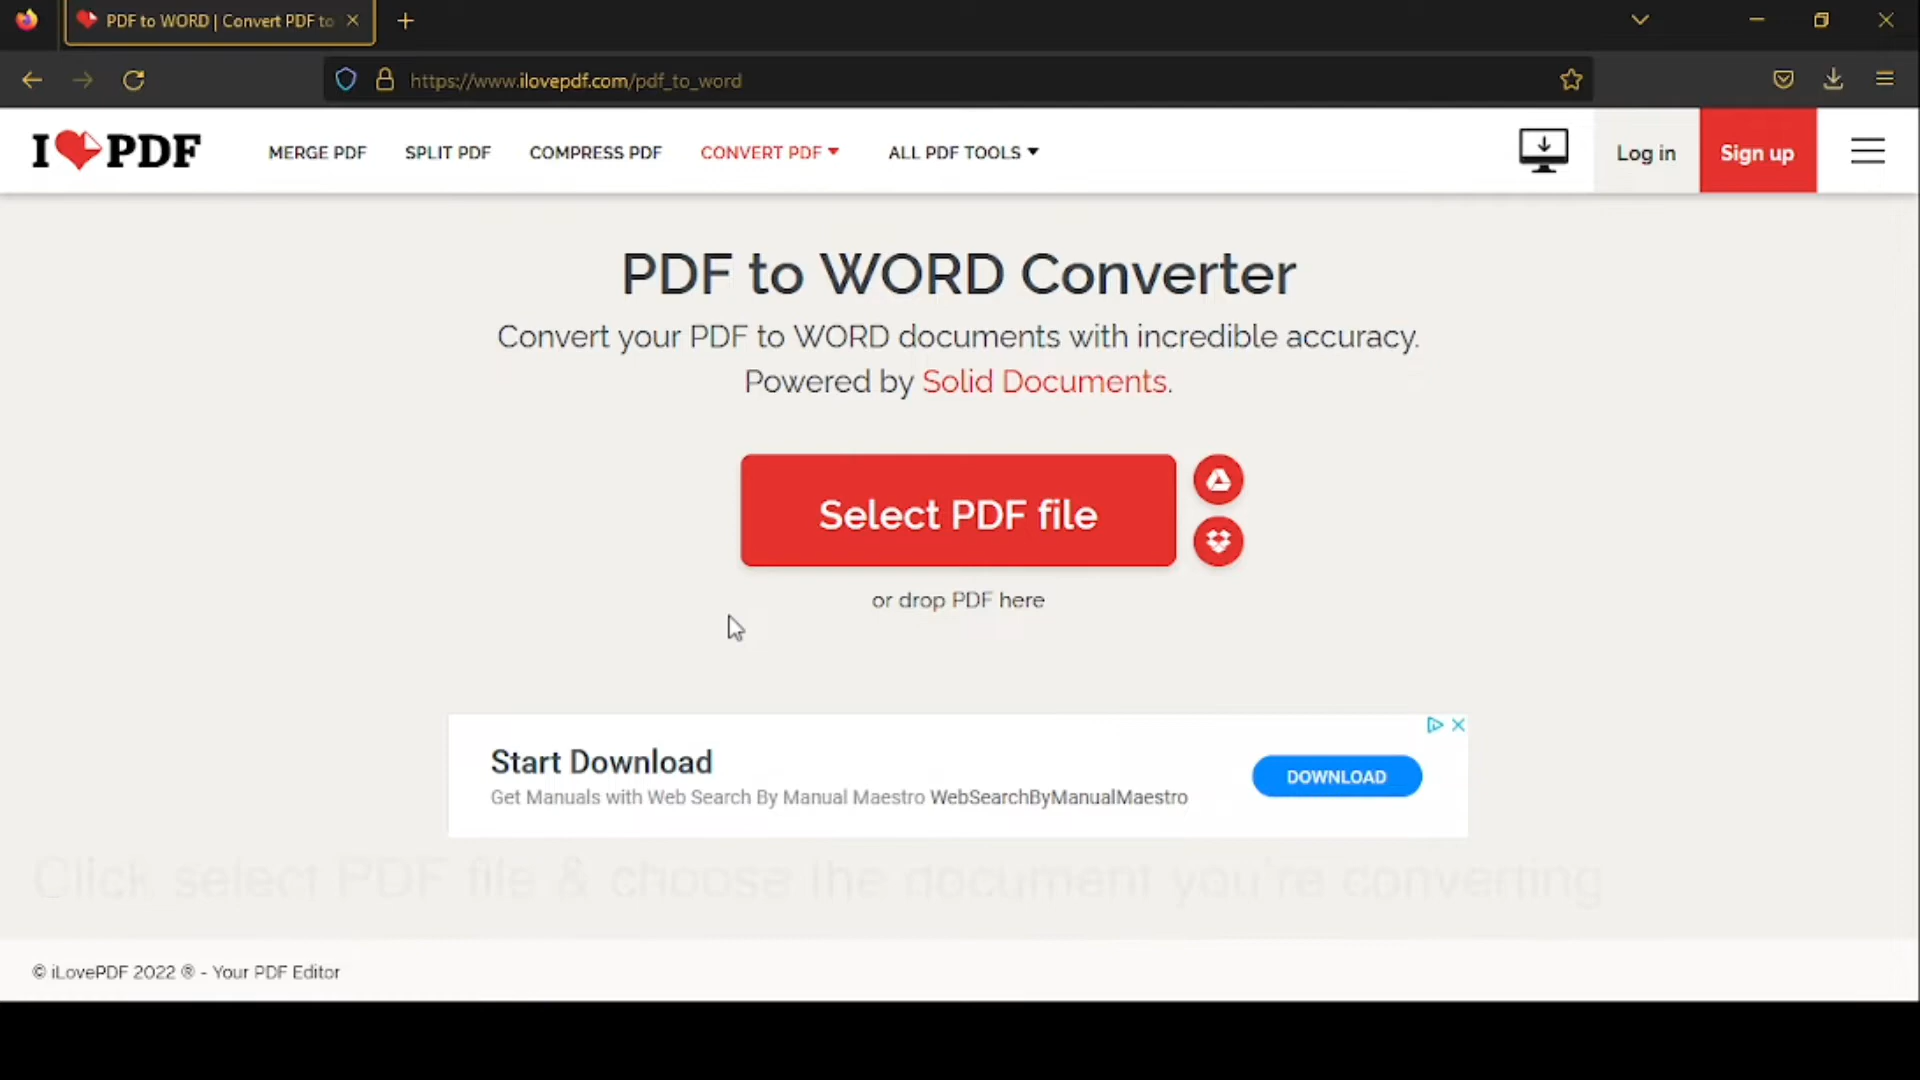 PDF to WORD | Convert PDF to
https://www.ilovepdf.com/pdf_to_word
I PDF
MERGE PDF
SPLIT PDF
COMPRESS PDF
CONVERT PDF
ALL PDF TOOLS
Log in
Sign up
PDF to WORD Converter
Convert your PDF to WORD documents with incredible accuracy.
Powered by Solid Documents.
Select PDF file
or drop PDF here
Start Download
Get Manuals with Web Search By Manual Maestro WebSearchByManualMaestro
DOWNLOAD
Click select PDF file & choose the document you're converting
© iLovePDF 2022 ® - Your PDF Editor